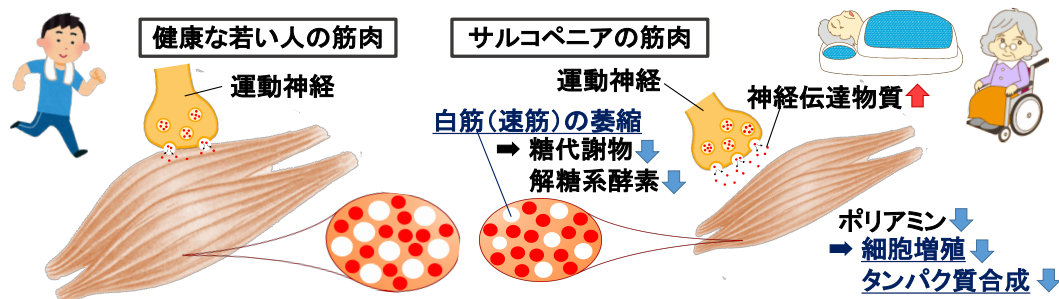 健康な若い人の筋肉
運動神経
サルコペニアの筋肉
運動神経
神経伝達物質⬆
白筋(速筋)の萎縮
➡ 糖代謝物⬇
解糖系酵素⬇
ポリアミン⬇
➡ 細胞増殖⬇
タンパク質合成⬇